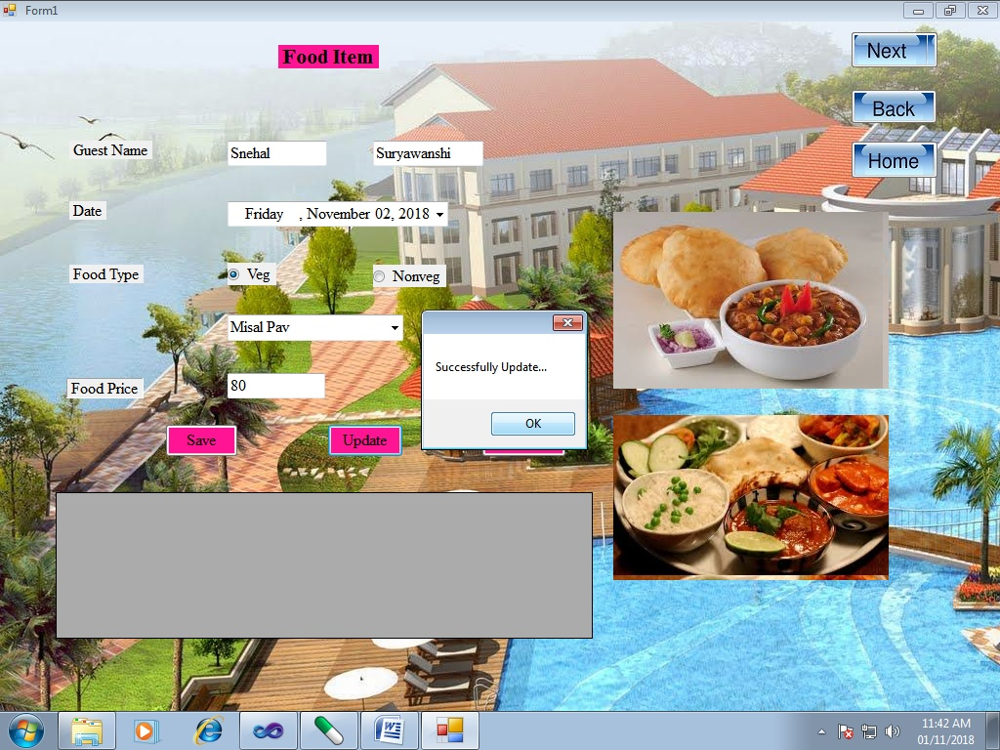 Form1
Food Item
Next
Back
Home
Guest Name
Snehal
Suryawanshi
Date
Friday , November 02, 2018
Food Type
Veg
Nonveg
Misal Pav
Successfully Update...
OK
Food Price
80
Save
Update
11:42 AM
01/11/2018